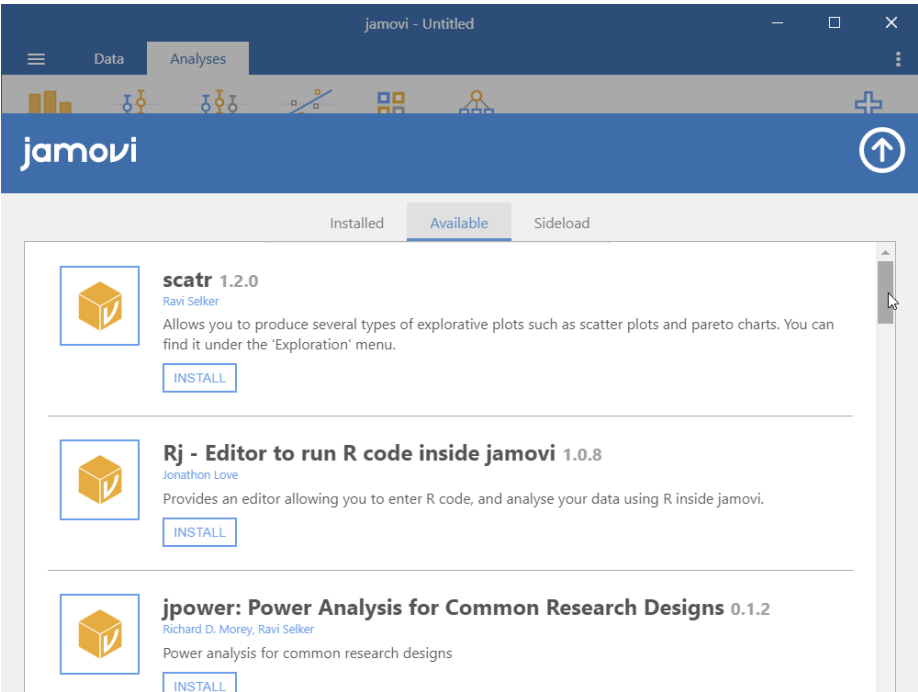 jamovi - Untitled
Data Analyses
jamovi
Installed Available Sideload
scatr 1.2.0
Ravi Selker
Allows you to produce several types of explorative plots such as scatter plots and pareto charts. You can
find it under the 'Exploration' menu.
INSTALL
Rj - Editor to run R code inside jamovi 1.0.8
Jonathon Love
Provides an editor allowing you to enter R code, and analyse your data using R inside jamovi.
INSTALL
jpower: Power Analysis for Common Research Designs 0.1.2
Richard D. Morey, Ravi Selker
Power analysis for common research designs
INSTALL